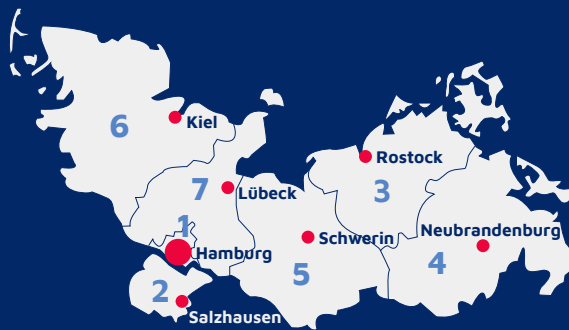 6
Kiel
Rostock
7
3
Lübeck
1
Neubrandenburg
Schwerin
Hamburg
4
5
2
Salzhausen